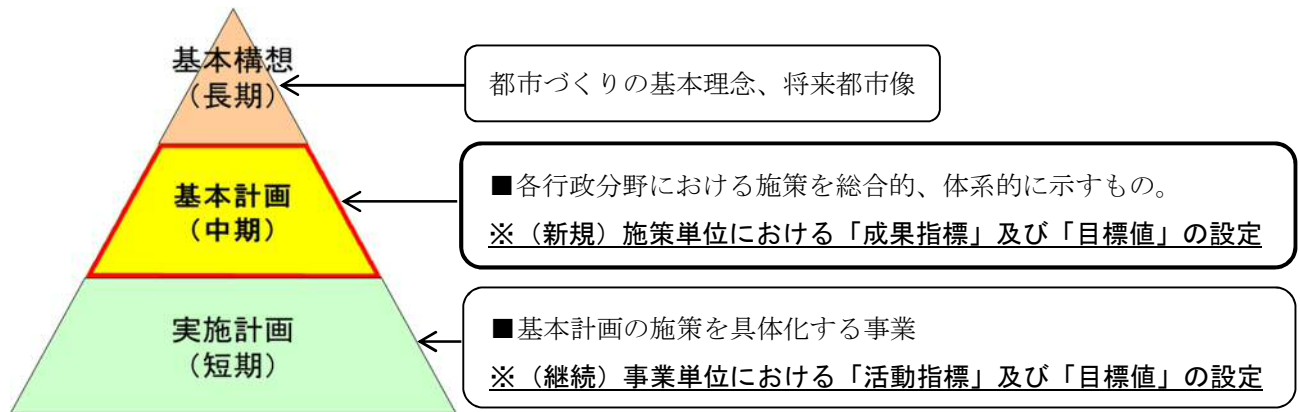 基本構想
（長期）
都市づくりの基本理念、将来都市像
基本計画
（中期）
■各行政分野における施策を総合的、体系的に示すもの。
※（新規）施策単位における「成果指標」及び「目標値」の設定
実施計画
（短期）
■基本計画の施策を具体化する事業
※（継続）事業単位における「活動指標」及び「目標値」の設定